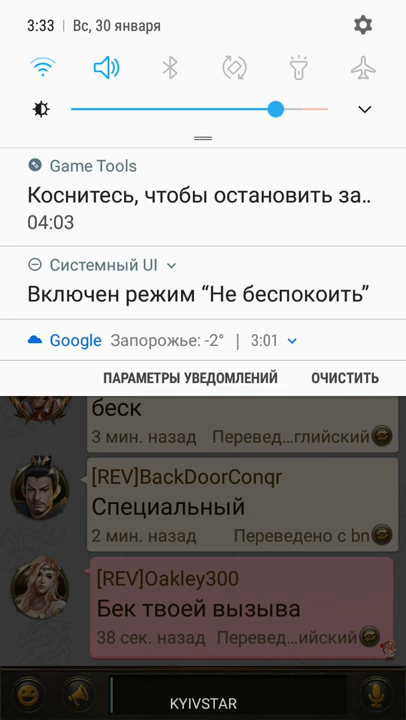 3:33 | Вс, 30 января
Game Tools
Коснитесь, чтобы остановить за..
04:03
Системный UI
Включен режим “Не беспокоить”
Google Запорожье: -2° | 3:01
ПАРАМЕТРЫ УВЕДОМЛЕНИЙ ОЧИСТИТЬ
беск
3 мин. назад Перевед...глийский
[REV]BackDoorConqr
Специальный
2 мин. назад Переведено с bn
[REV]Oakley300
Бек твоей вызыва
38 сек. назад Перевед...ийский
KYIVSTAR